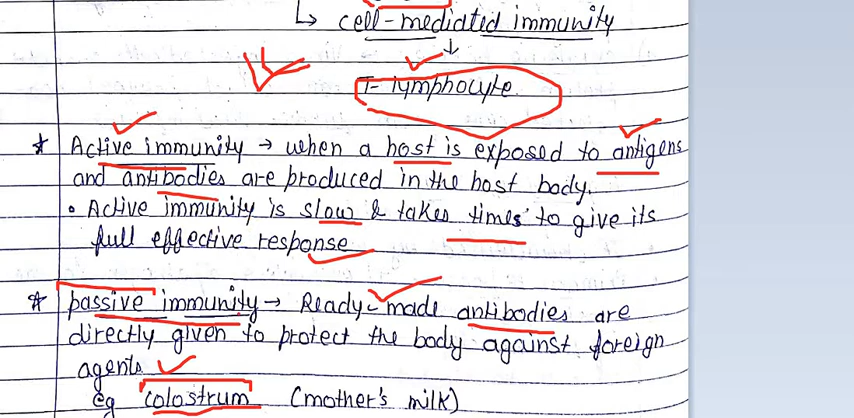 ↳ cell-mediated immunity
↓
T- lymphocyte
* Active immunity → when a host is exposed to antigens
and antibodies are produced in the host body.
• Active immunity is slow & takes times to give its
full effective response
* passive immunity → Ready-made antibodies are
directly given to protect the body against foreign
agents
eg colostrum (mother's milk)